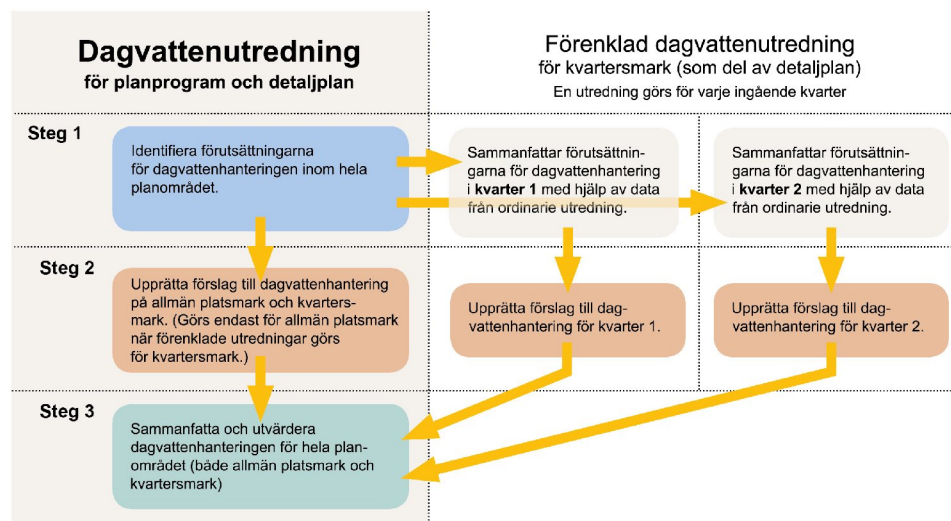 Dagvattenutredning
för planprogram och detaljplan
Förenklad dagvattenutredning
för kvartersmark (som del av detaljplan)
En utredning görs för varje ingående kvarter
Steg 1
Identifiera förutsättningarna
för dagvattenhanteringen inom hela
planområdet.
Sammanfattar förutsättnin-
garna för dagvattenhantering
i kvarter 1 med hjälp av data
från ordinarie utredning.
Sammanfattar förutsättnin-
garna för dagvattenhantering
i kvarter 2 med hjälp av data
från ordinarie utredning.
Steg 2
Upprätta förslag till dagvattenhantering
på allmän platsmark och kvarters-
mark. (Görs endast för allmän platsmark
när förenklade utredningar görs
för kvartersmark.)
Upprätta förslag till dag-
vattenhantering för kvarter 1.
Upprätta förslag till dag-
vattenhantering för kvarter 2.
Steg 3
Sammanfatta och utvärdera
dagvattenhanteringen för hela plan-
området (både allmän platsmark och
kvartersmark)